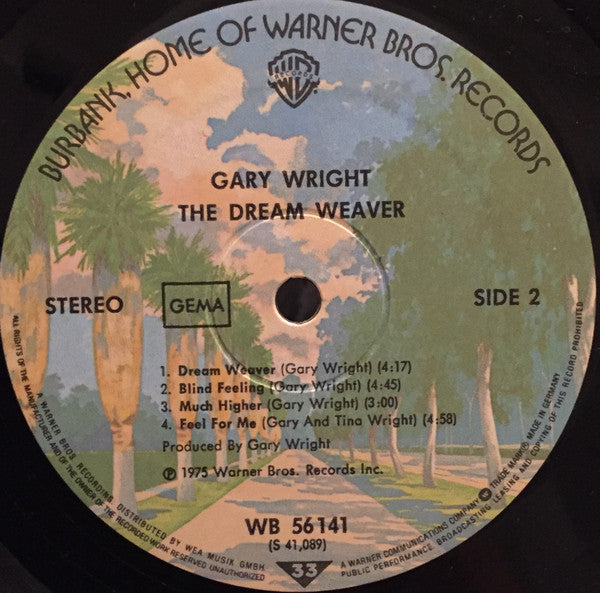 BURBANK, HOME OF WARNER BROS. RECORDS
GARY WRIGHT
THE DREAM WEAVER
STEREO
GEMA
SIDE 2
1. Dream Weaver (Gary Wright) (4:17)
2. Blind Feeling (Gary Wright) (4:45)
3. Much Higher (Gary Wright) (3:00)
4. Feel For Me (Gary And Tina Wright) (4:58)
Produced By Gary Wright
℗ 1975 Warner Bros. Records Inc.
WB 56 141
(S 41,089)
33
A WARNER BROS. RECORDING DISTRIBUTED BY WEA MUSIK GMBH
ALL RIGHTS OF THE MANUFACTURER AND OF THE OWNER OF THE RECORDED WORK RESERVED UNAUTHORIZED
PUBLIC PERFORMANCE BROADCASTING LEASING AND COPYING OF THIS RECORD PROHIBITED
A WARNER COMMUNICATIONS COMPANY
TRADE MARK® MADE IN GERMANY